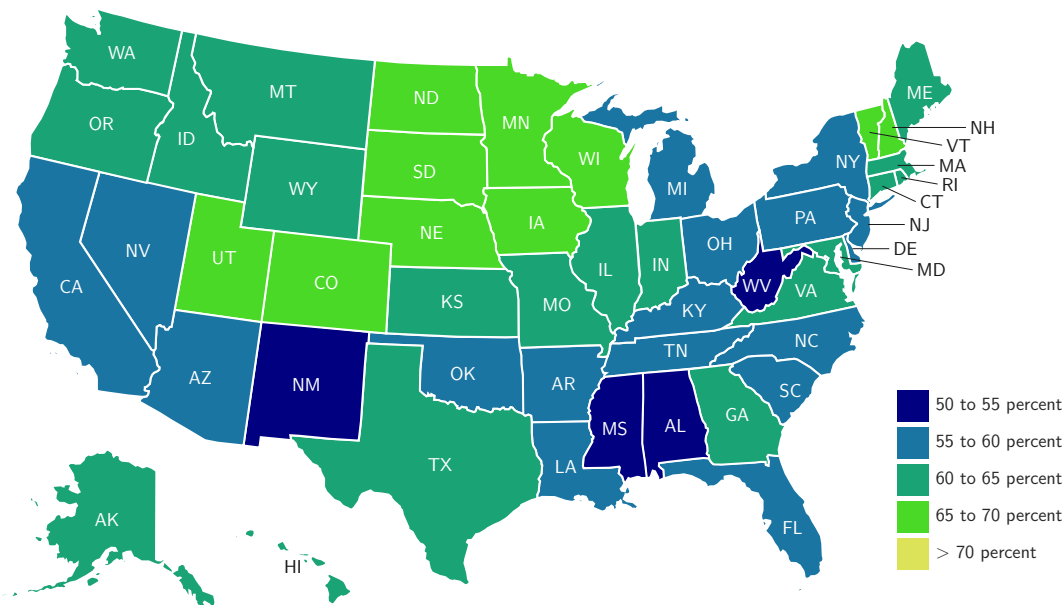 WA
MT
ND
MN
ME
OR
ID
NH
VT
WI
NY
MA
SD
WY
MI
RI
CT
PA
NJ
NE
IA
OH
DE
NV
UT
IL
IN
MD
CO
CA
KS
MO
WV
VA
KY
NC
TN
AZ
NM
OK
AR
SC
50 to 55 percent
GA
MS
AL
55 to 60 percent
TX
LA
60 to 65 percent
AK
65 to 70 percent
FL
> 70 percent
HI